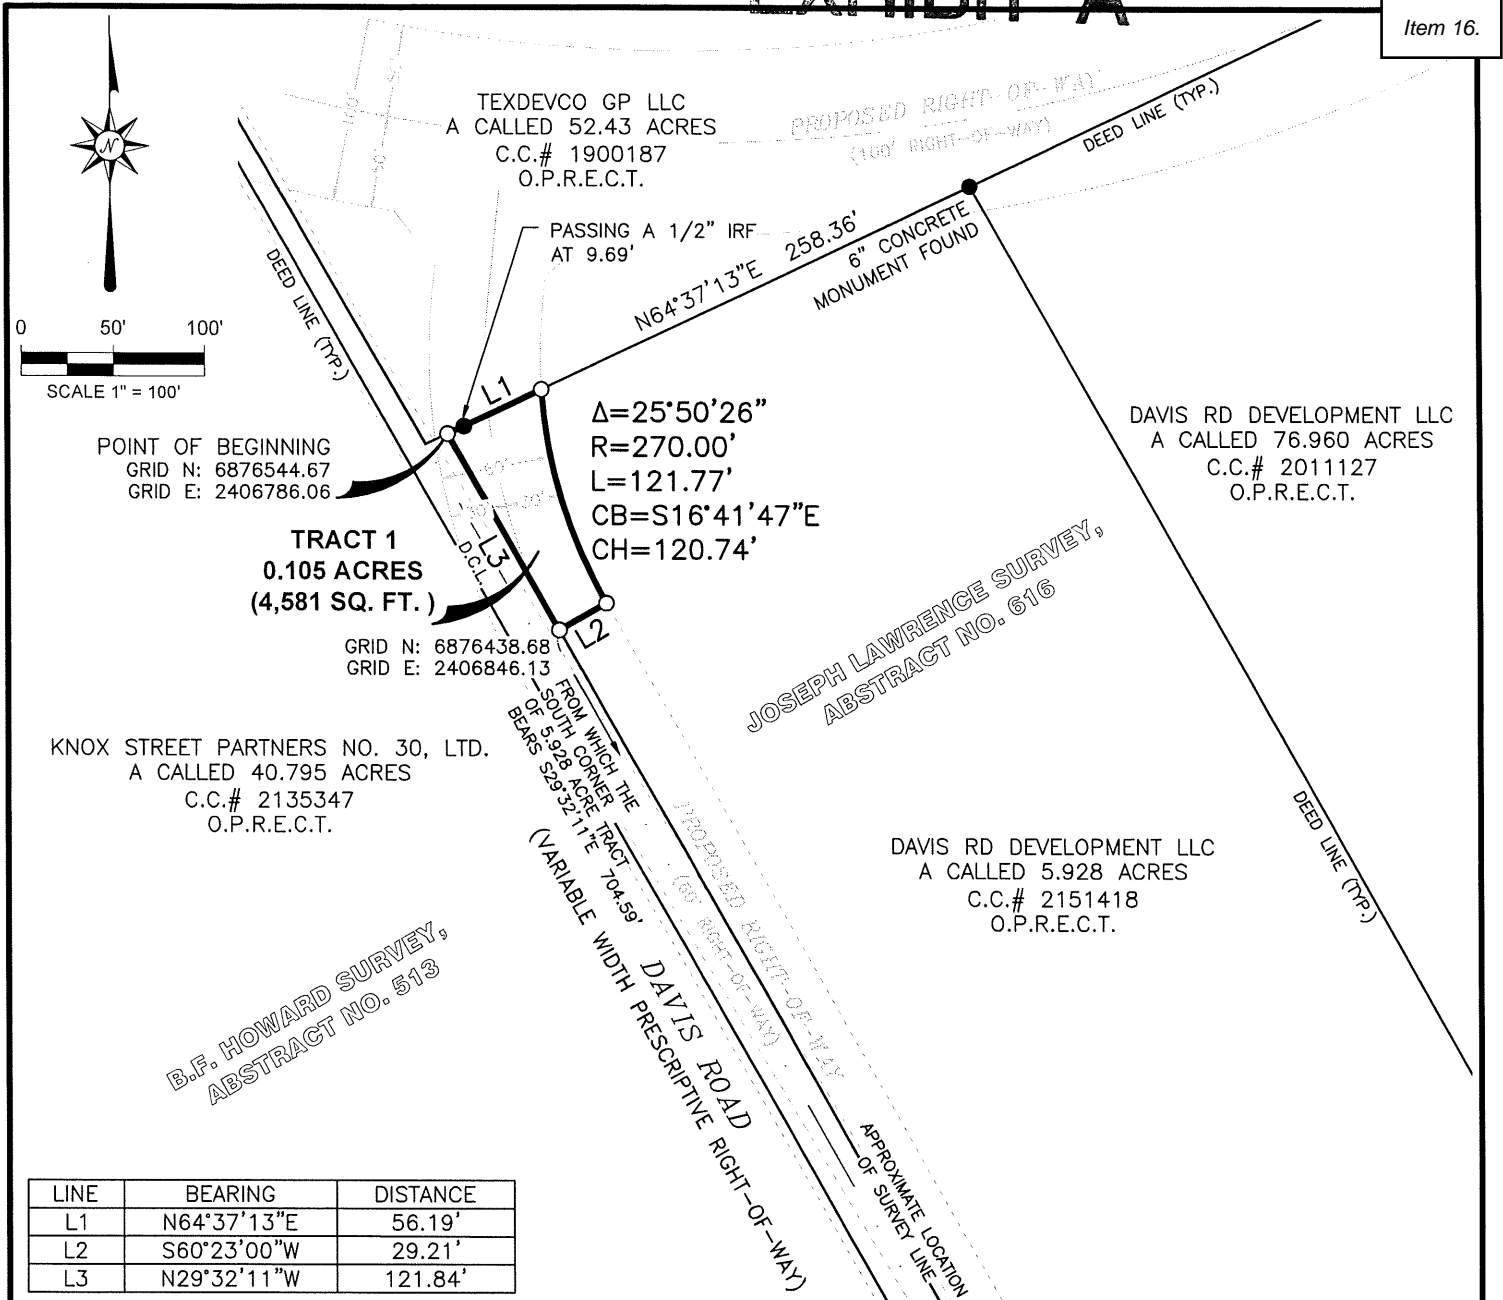 EXHIBIT A
Item 16.
TEXDEVCO GP LLC
A CALLED 52.43 ACRES
C.C.# 1900187
O.P.R.E.C.T.
PROPOSED RIGHT-OF-WAY
(100' RIGHT-OF-WAY)
DEED LINE (TYP.)
N
PASSING A 1/2" IRF
AT 9.69'
N64°37'13"E 258.36'
6" CONCRETE
MONUMENT FOUND
DEED LINE (TYP.)
0 50' 100'
SCALE 1" = 100'
L1
Δ=25°50'26"
R=270.00'
L=121.77'
CB=S16°41'47"E
CH=120.74'
POINT OF BEGINNING
GRID N: 6876544.67
GRID E: 2406786.06
60'
30' 30'
DAVIS RD DEVELOPMENT LLC
A CALLED 76.960 ACRES
C.C.# 2011127
O.P.R.E.C.T.
TRACT 1
0.105 ACRES
(4,581 SQ. FT. )
D.C.L.
L3
L2
GRID N: 6876438.68
GRID E: 2406846.13
JOSEPH LAWRENCE SURVEY,
ABSTRACT NO. 616
FROM WHICH THE
SOUTH CORNER
OF 5.928 ACRE TRACT
BEARS S29°32'11"E 704.59'
KNOX STREET PARTNERS NO. 30, LTD.
A CALLED 40.795 ACRES
C.C.# 2135347
O.P.R.E.C.T.
PROPOSED RIGHT-OF-WAY
(60' RIGHT-OF-WAY)
DAVIS RD DEVELOPMENT LLC
A CALLED 5.928 ACRES
C.C.# 2151418
O.P.R.E.C.T.
DEED LINE (TYP.)
B.F. HOWARD SURVEY,
ABSTRACT NO. 513
DAVIS ROAD
(VARIABLE WIDTH PRESCRIPTIVE RIGHT-OF-WAY)
APPROXIMATE LOCATION
OF SURVEY LINE
LINE BEARING DISTANCE
L1 N64°37'13"E 56.19'
L2 S60°23'00"W 29.21'
L3 N29°32'11"W 121.84'